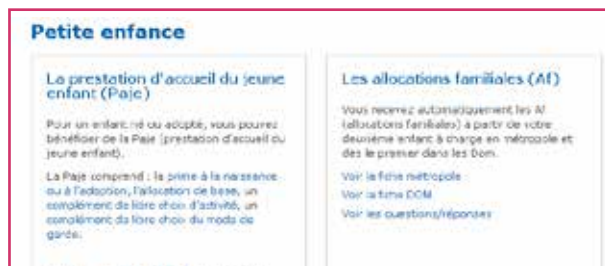 Petite enfance
La prestation d'accueil du jeune
enfant (Paje)
Pour un enfant né ou adopté, vous pouvez
bénéficier de la Paje (prestation d'accueil du
jeune enfant).
La Paje comprend : la prime à la naissance
ou à l'adoption, l'allocation de base, un
complément de libre choix d'activité, un
complément de libre choix du mode de
garde.
Les allocations familiales (Af)
Vous recevez automatiquement les Af
(allocations familiales) à partir de votre
deuxième enfant à charge en métropole et
dès le premier dans les Dom.
Voir la fiche métropole
Voir la fiche DOM
Voir les questions/réponses